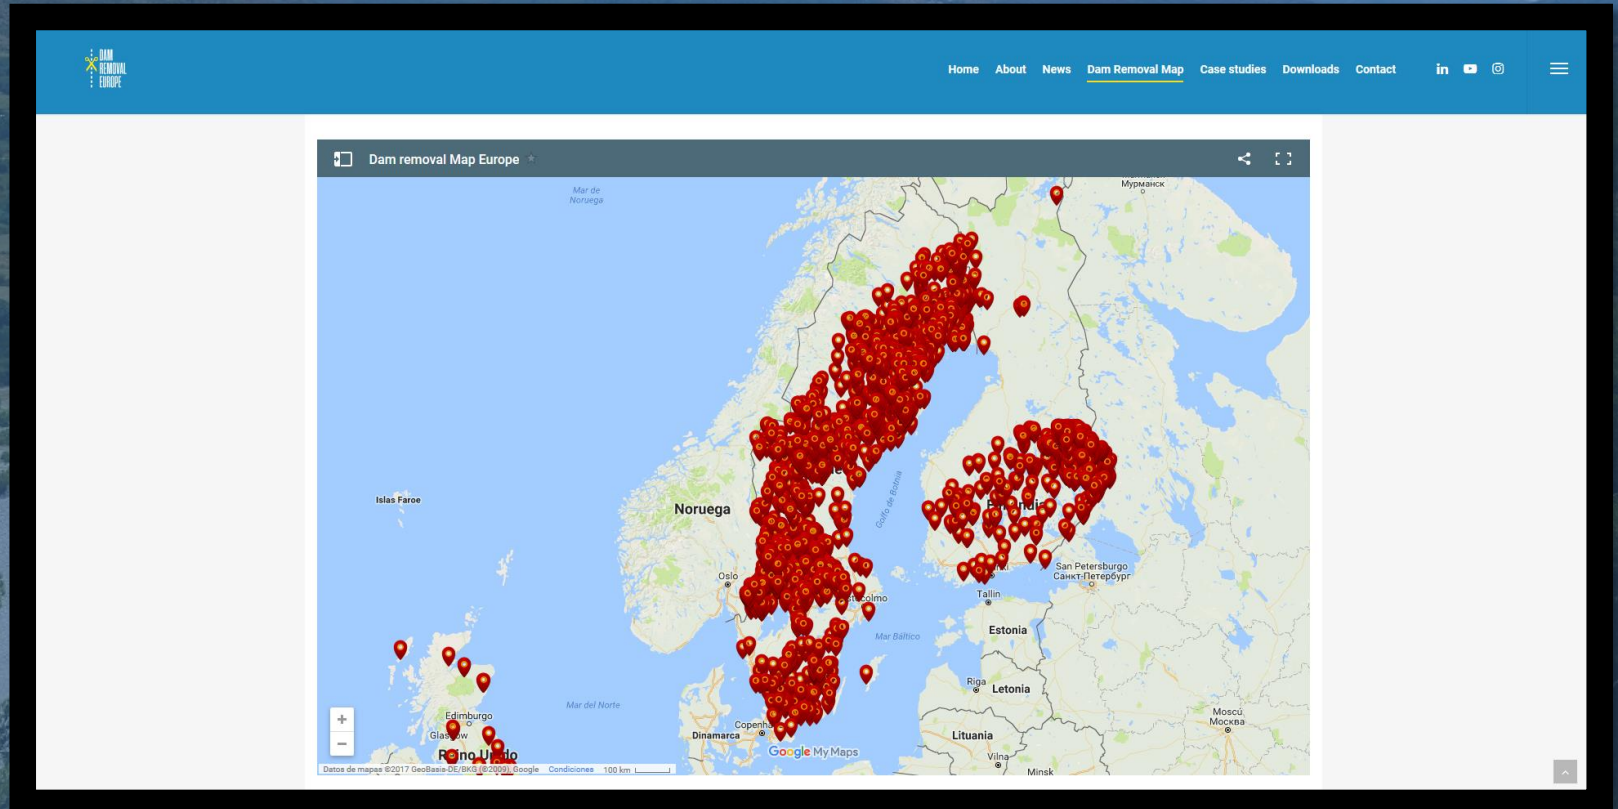 DAM
REMOVAL
EUROPE
Home About News Dam Removal Map Case studies Downloads Contact
Dam removal Map Europe
Mar de
Noruega
Мурманск
Islas Faroe
Noruega
Golfo de Botnia
Oslo
San Petersburgo
Санкт-Петербург
Tallin
Estonia
Mar Báltico
Riga
Letonia
Mar del Norte
Edimburgo
Glasgow
Reino Unido
Dinamarca
Lituania
Vilna
Minsk
Moscú
Москва
Google My Maps
Datos de mapas ©2017 GeoBasis-DE/BKG (©2009), Google Condiciones 100 km